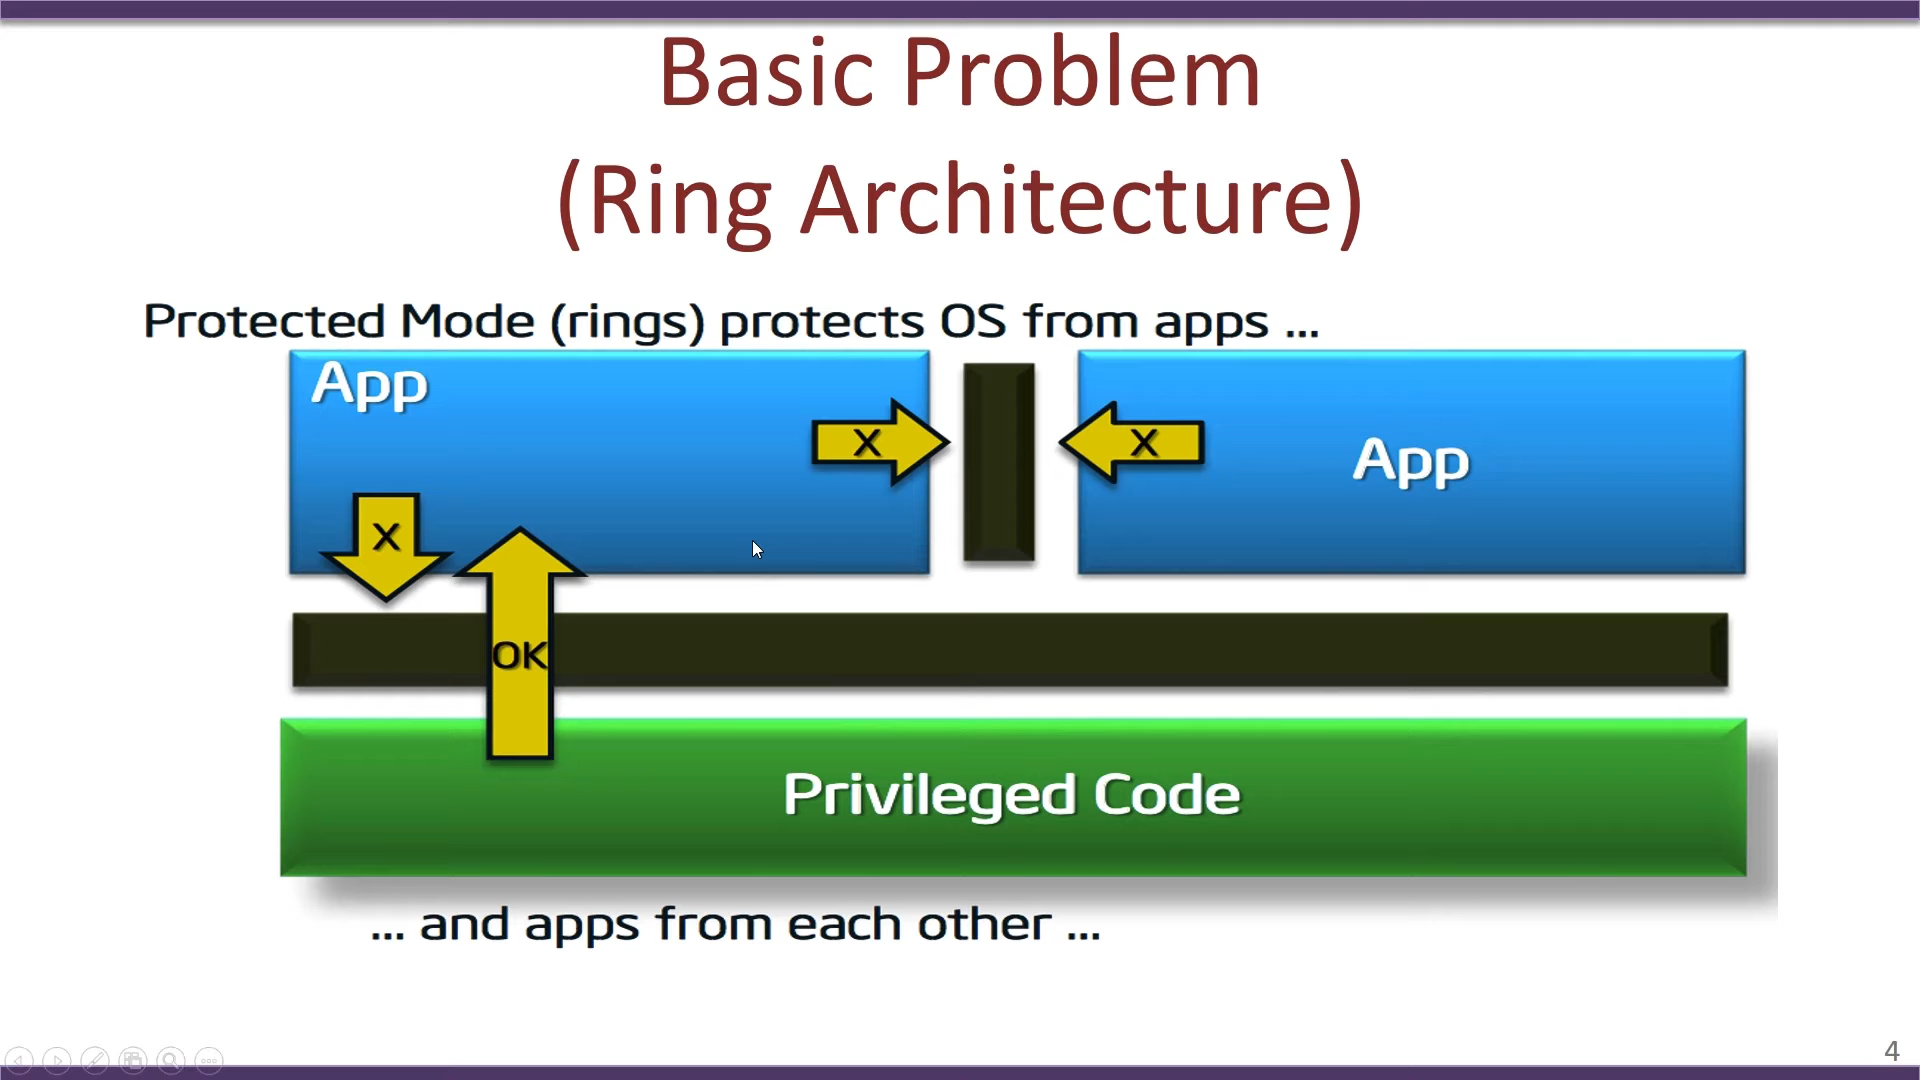 Basic Problem
(Ring Architecture)
Protected Mode (rings) protects OS from apps ...
App
X
X
App
X
OK
Privileged Code
... and apps from each other ...
4